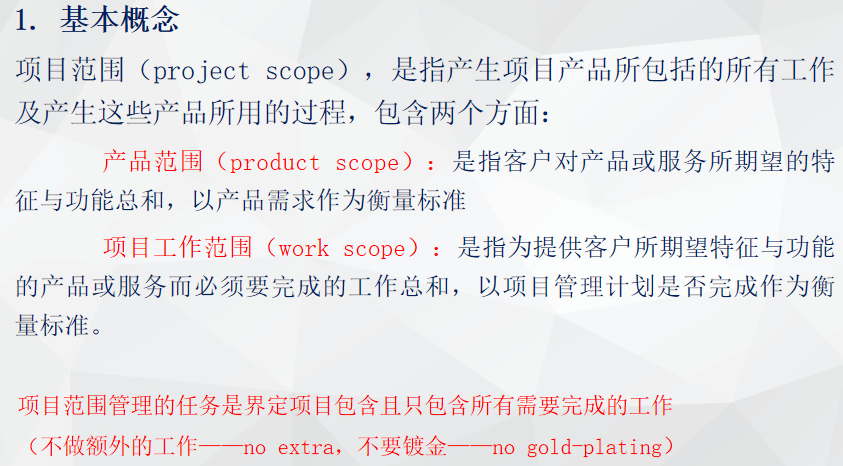 1. 基本概念
项目范围（project scope），是指产生项目产品所包括的所有工作
及产生这些产品所用的过程，包含两个方面：
产品范围（product scope）：是指客户对产品或服务所期望的特
征与功能总和，以产品需求作为衡量标准
项目工作范围（work scope）：是指为提供客户所期望特征与功能
的产品或服务而必须要完成的工作总和，以项目管理计划是否完成作为衡
量标准。
项目范围管理的任务是界定项目包含且只包含所有需要完成的工作
（不做额外的工作——no extra，不要镀金——no gold-plating）